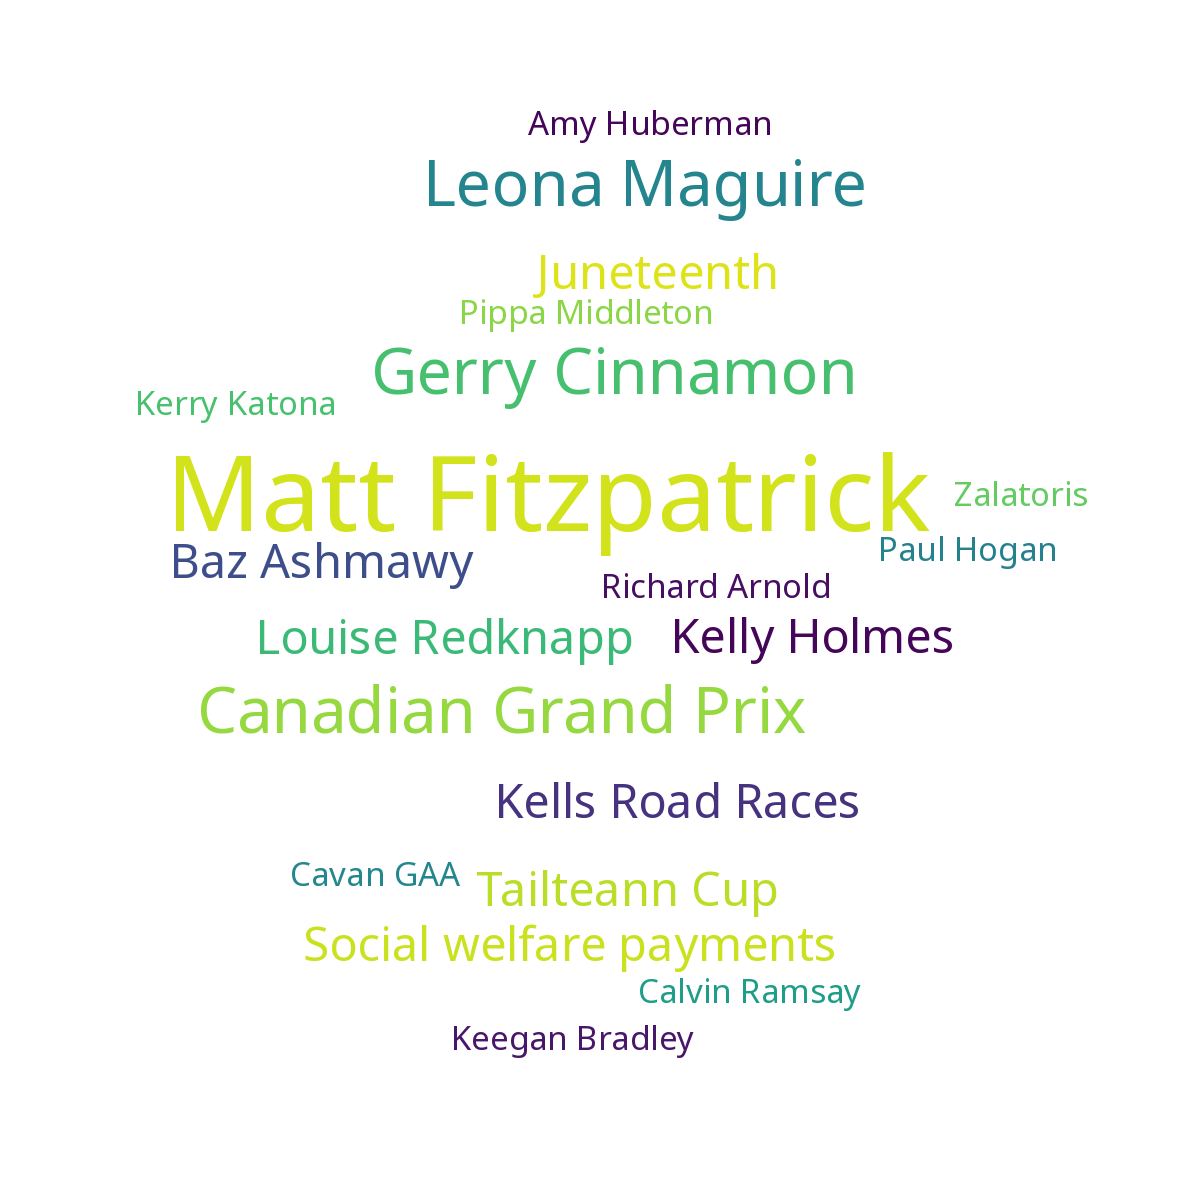 Amy Huberman
Leona Maguire
Juneteenth
Pippa Middleton
Gerry Cinnamon
Kerry Katona
Matt Fitzpatrick
Zalatoris
Paul Hogan
Baz Ashmawy
Richard Arnold
Louise Redknapp
Kelly Holmes
Canadian Grand Prix
Kells Road Races
Cavan GAA
Tailteann Cup
Social welfare payments
Calvin Ramsay
Keegan Bradley